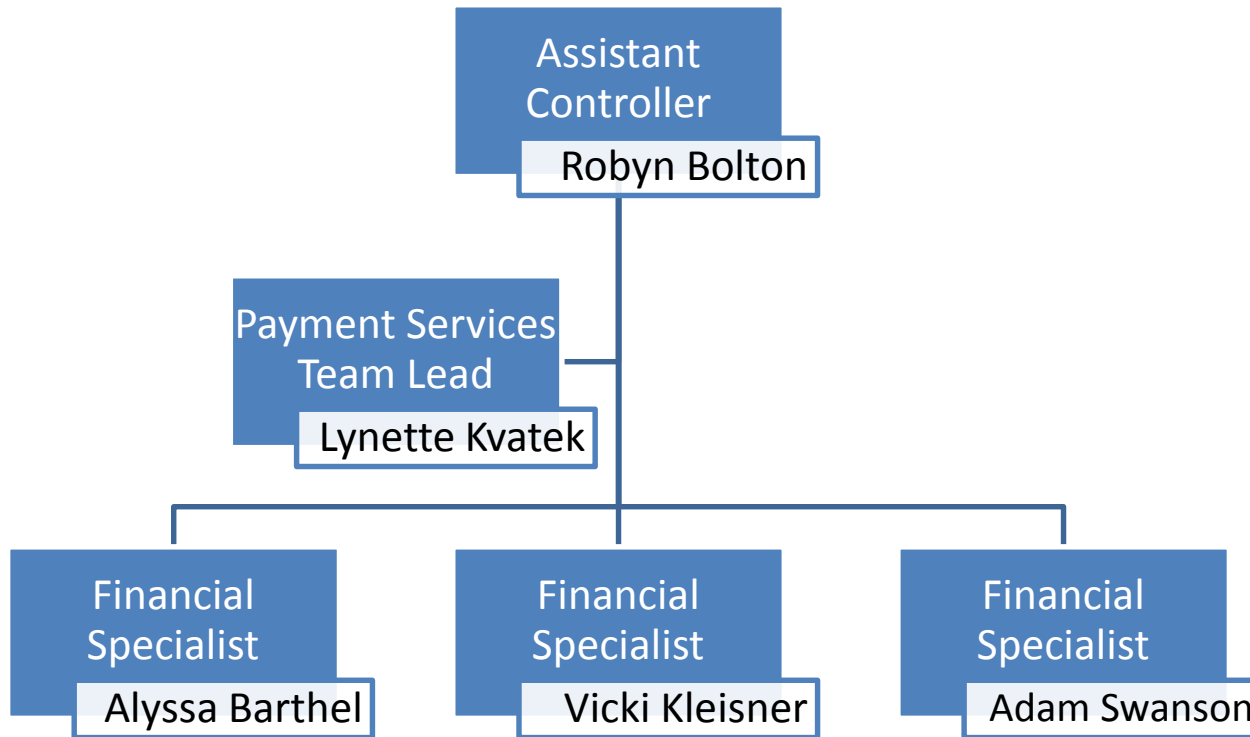 Assistant
Controller
Robyn Bolton
Payment Services
Team Lead
Lynette Kvatek
Financial
Specialist
Alyssa Barthel
Financial
Specialist
Vicki Kleisner
Financial
Specialist
Adam Swanson